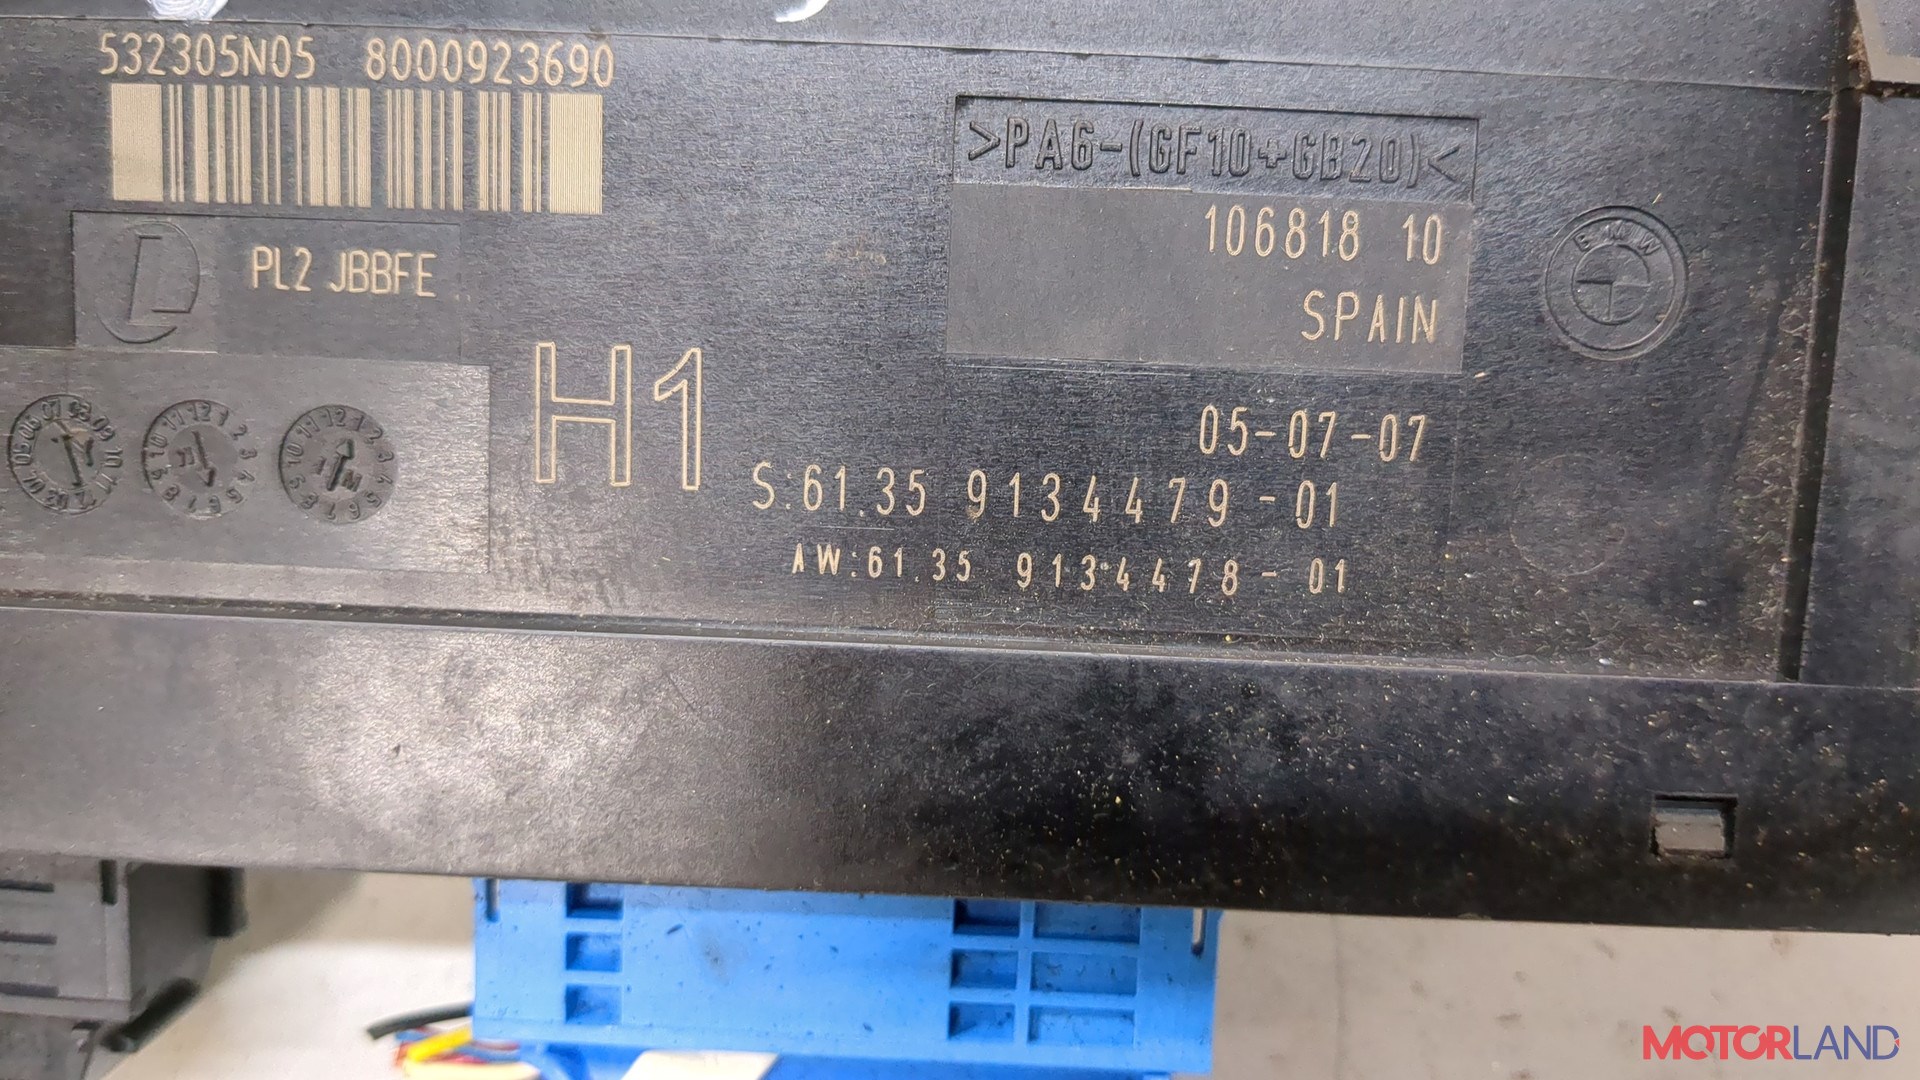 532305N05 8000923690
>PA6-(GF10+GB20)<
106818 10
SPAIN
BMW
L
PL2 JBBFE
H1
05-07-07
S:61.35 9134479-01
AW:61.35 9134478-01
MOTORLAND